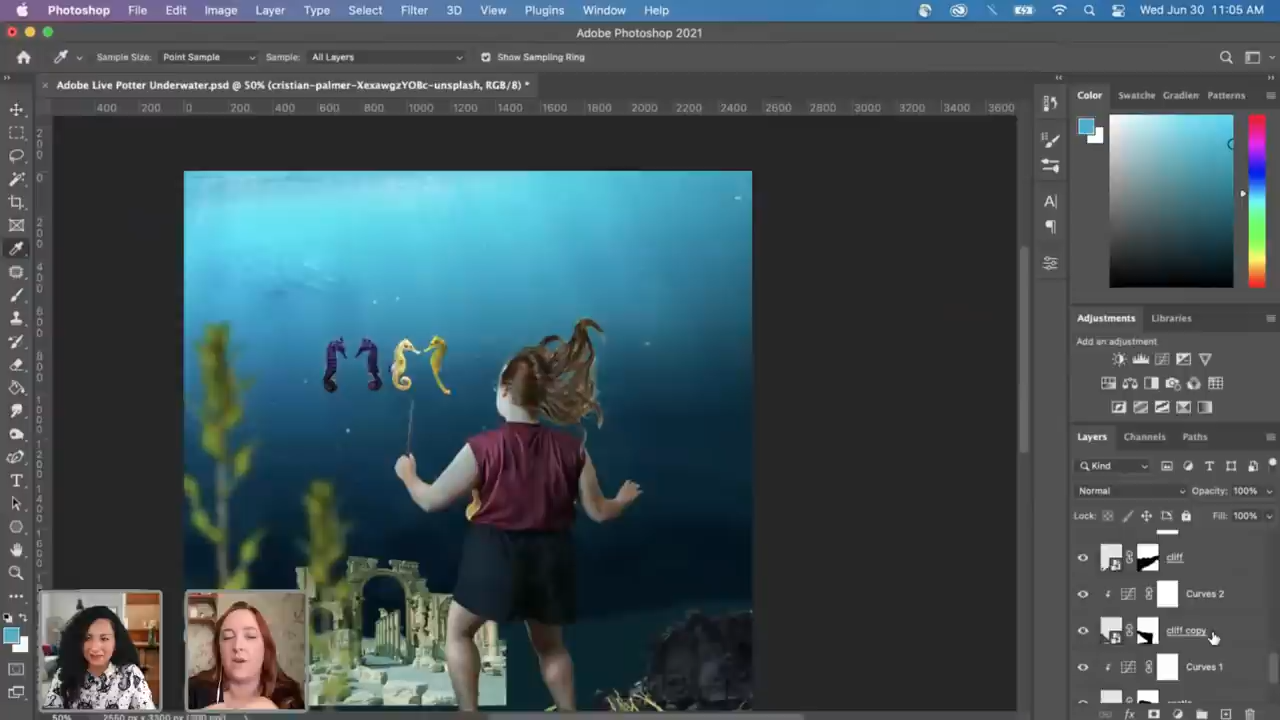 Photoshop File Edit Image Layer Type Select Filter 3D View Plugins Window Help Wed Jun 30 11:05 AM
Adobe Photoshop 2021
Sample Size: Point Sample Sample: All Layers Show Sampling Ring
× Adobe Live Potter Underwater.psd @ 50% (cristian-palmer-XexawgzYOBc-unsplash, RGB/8) *
400 200 0 200 400 600 800 1000 1200 1400 1600 1800 2000 2200 2400 2600 2800 3000 3200 3400 3600
Color Swatche Gradien Patterns
Adjustments Libraries
Add an adjustment
Layers Channels Paths
Kind
Normal Opacity: 100%
Lock: Fill: 100%
cliff
Curves 2
cliff copy
Curves 1
50%